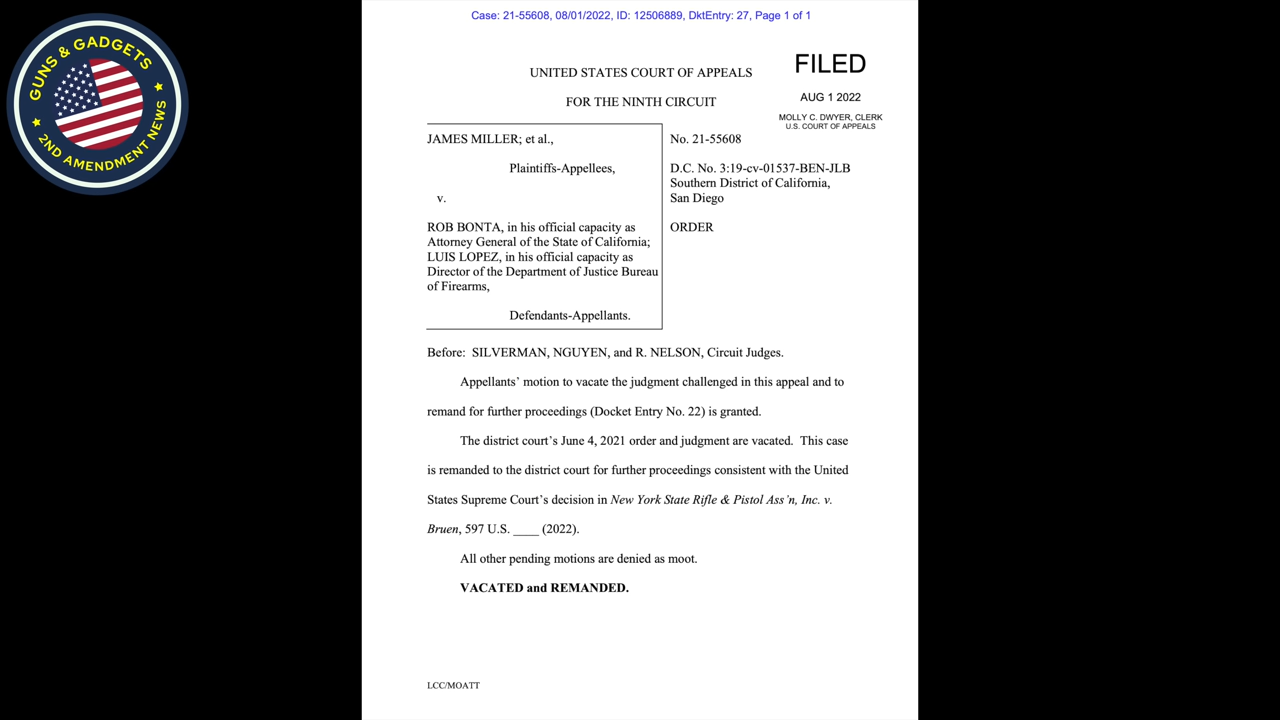 GUNS & GADGETS
2ND AMENDMENT NEWS
Case: 21-55608, 08/01/2022, ID: 12506889, DktEntry: 27, Page 1 of 1
FILED
AUG 1 2022
MOLLY C. DWYER, CLERK
U.S. COURT OF APPEALS
UNITED STATES COURT OF APPEALS
FOR THE NINTH CIRCUIT
JAMES MILLER; et al.,
Plaintiffs-Appellees,
v.
ROB BONTA, in his official capacity as
Attorney General of the State of California;
LUIS LOPEZ, in his official capacity as
Director of the Department of Justice Bureau
of Firearms,
Defendants-Appellants.
No. 21-55608
D.C. No. 3:19-cv-01537-BEN-JLB
Southern District of California,
San Diego
ORDER
Before: SILVERMAN, NGUYEN, and R. NELSON, Circuit Judges.
Appellants’ motion to vacate the judgment challenged in this appeal and to
remand for further proceedings (Docket Entry No. 22) is granted.
The district court’s June 4, 2021 order and judgment are vacated. This case
is remanded to the district court for further proceedings consistent with the United
States Supreme Court’s decision in New York State Rifle & Pistol Ass’n, Inc. v.
Bruen, 597 U.S. ____ (2022).
All other pending motions are denied as moot.
VACATED and REMANDED.
LCC/MOATT